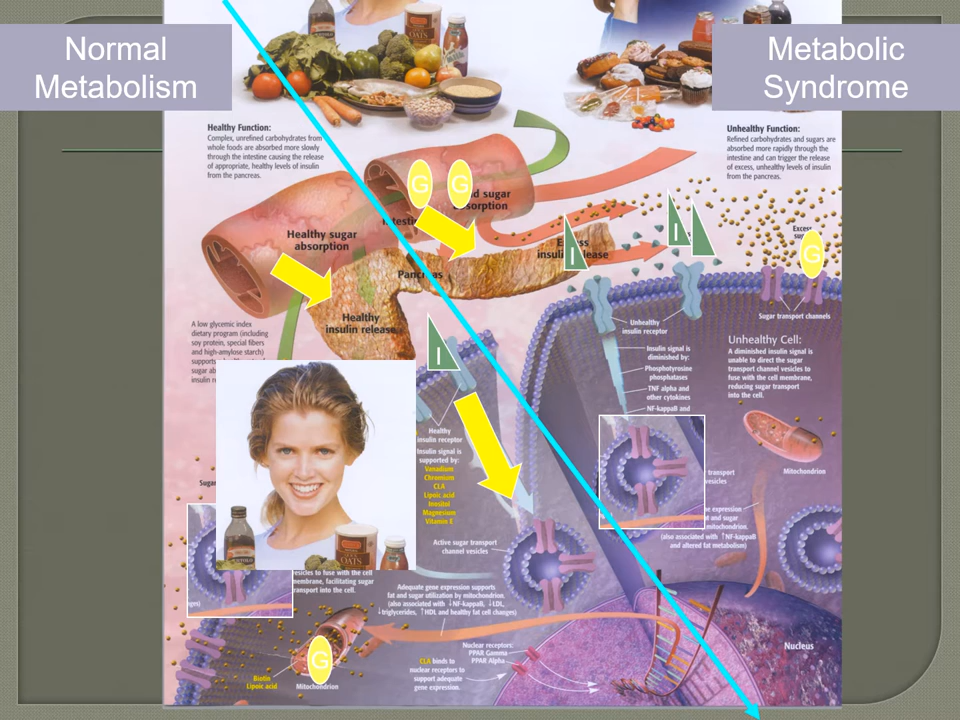 Normal
Metabolism
Metabolic
Syndrome
OATS
Healthy Function:
Complex, unrefined carbohydrates from
whole foods are absorbed more slowly
through the intestine causing the release
of appropriate, healthy levels of insulin
from the pancreas.
Unhealthy Function:
Refined carbohydrates and sugars are
absorbed more rapidly through the
intestine and can trigger the release
of excess, unhealthy levels of insulin
from the pancreas.
G
G
sugar
Healthy sugar
absorption
I
I
G
insulin
Pancreas
Healthy
insulin release
Sugar transport channels
Unhealthy
insulin receptor
A low glycemic index
dietary program (including
soy protein, special fibers
and high-amylose starch)
supports
sugar
I
Insulin signal is
diminished by:
Phosphotyrosine
phosphatases
TNF alpha and
other cytokines
NF-kappaB and
Unhealthy Cell:
A diminished insulin signal is
unable to direct the sugar
transport channel vesicles to
fuse with the cell membrane,
reducing sugar transport
into the cell.
Healthy
insulin receptor
Insulin signal is
supported by:
Vanadium
Chromium
CLA
Lipoic acid
Inositol
Magnesium
Vitamin E
Mitochondrion
transport
vesicles
expression
and sugar
mitochondrion.
(also associated with ↑NF-kappaB
and altered fat metabolism)
Active sugar transport
channel vesicles
vesicles to fuse with the cell
membrane, facilitating sugar
transport into the cell.
Adequate gene expression supports
fat and sugar utilization by mitochondrion.
(also associated with ↓NF-kappaB, ↓LDL,
↓triglycerides, ↑HDL and healthy fat cell changes)
Nuclear receptors:
PPAR Gamma
PPAR Alpha
Nucleus
G
CLA binds to
nuclear receptors to
support adequate
gene expression.
Biotin
Lipoic acid
Mitochondrion